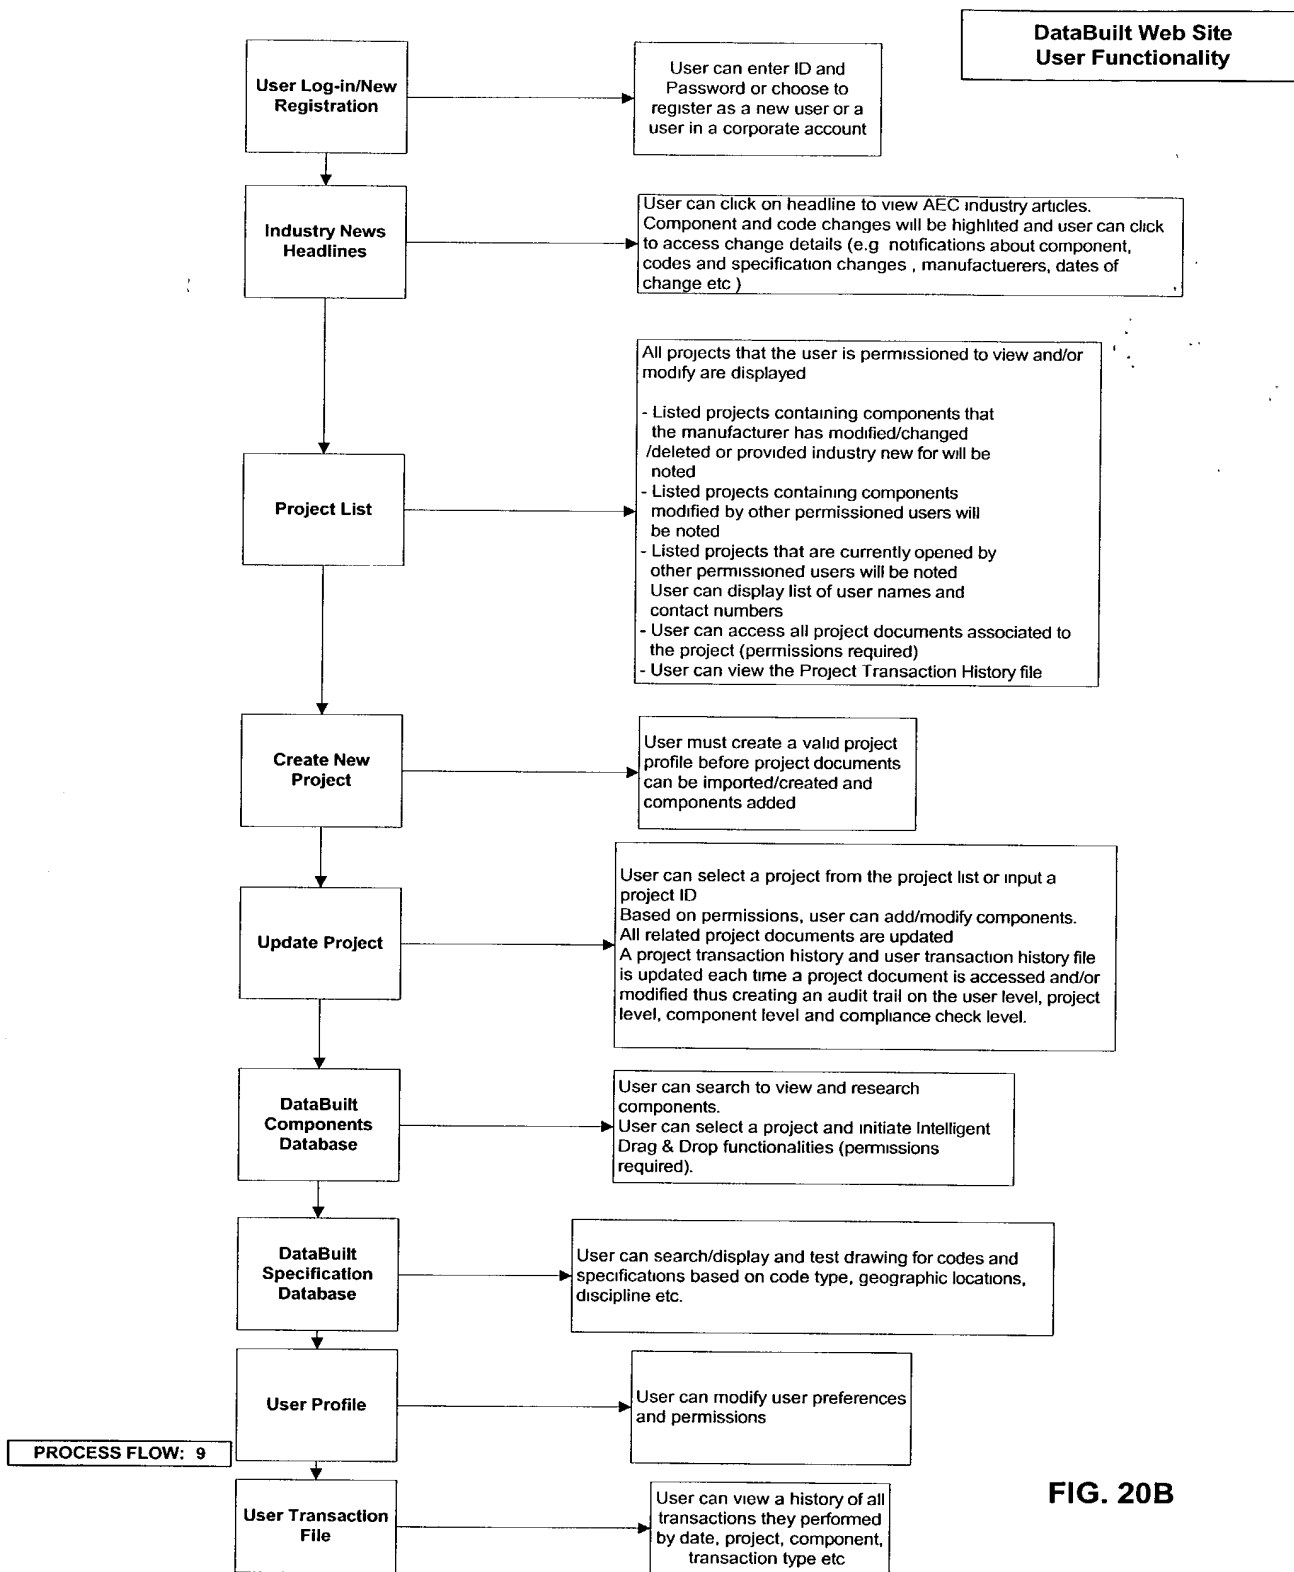 DataBuilt Web Site
User Functionality
User Log-in/New
Registration
User can enter ID and
Password or choose to
register as a new user or a
user in a corporate account
Industry News
Headlines
User can click on headline to view AEC industry articles.
Component and code changes will be highlited and user can click
to access change details (e.g notifications about component,
codes and specification changes , manufactuerers, dates of
change etc )
Project List
All projects that the user is permissioned to view and/or
modify are displayed
- Listed projects containing components that
the manufacturer has modified/changed
/deleted or provided industry new for will be
noted
- Listed projects containing components
modified by other permissioned users will
be noted
- Listed projects that are currently opened by
other permissioned users will be noted
User can display list of user names and
contact numbers
- User can access all project documents associated to
the project (permissions required)
- User can view the Project Transaction History file
Create New
Project
User must create a valid project
profile before project documents
can be imported/created and
components added
Update Project
User can select a project from the project list or input a
project ID
Based on permissions, user can add/modify components.
All related project documents are updated
A project transaction history and user transaction history file
is updated each time a project document is accessed and/or
modified thus creating an audit trail on the user level, project
level, component level and compliance check level.
DataBuilt
Components
Database
User can search to view and research
components.
User can select a project and initiate Intelligent
Drag & Drop functionalities (permissions
required).
DataBuilt
Specification
Database
User can search/display and test drawing for codes and
specifications based on code type, geographic locations,
discipline etc.
User Profile
User can modify user preferences
and permissions
PROCESS FLOW: 9
User Transaction
File
User can view a history of all
transactions they performed
by date, project, component,
transaction type etc
FIG. 20B